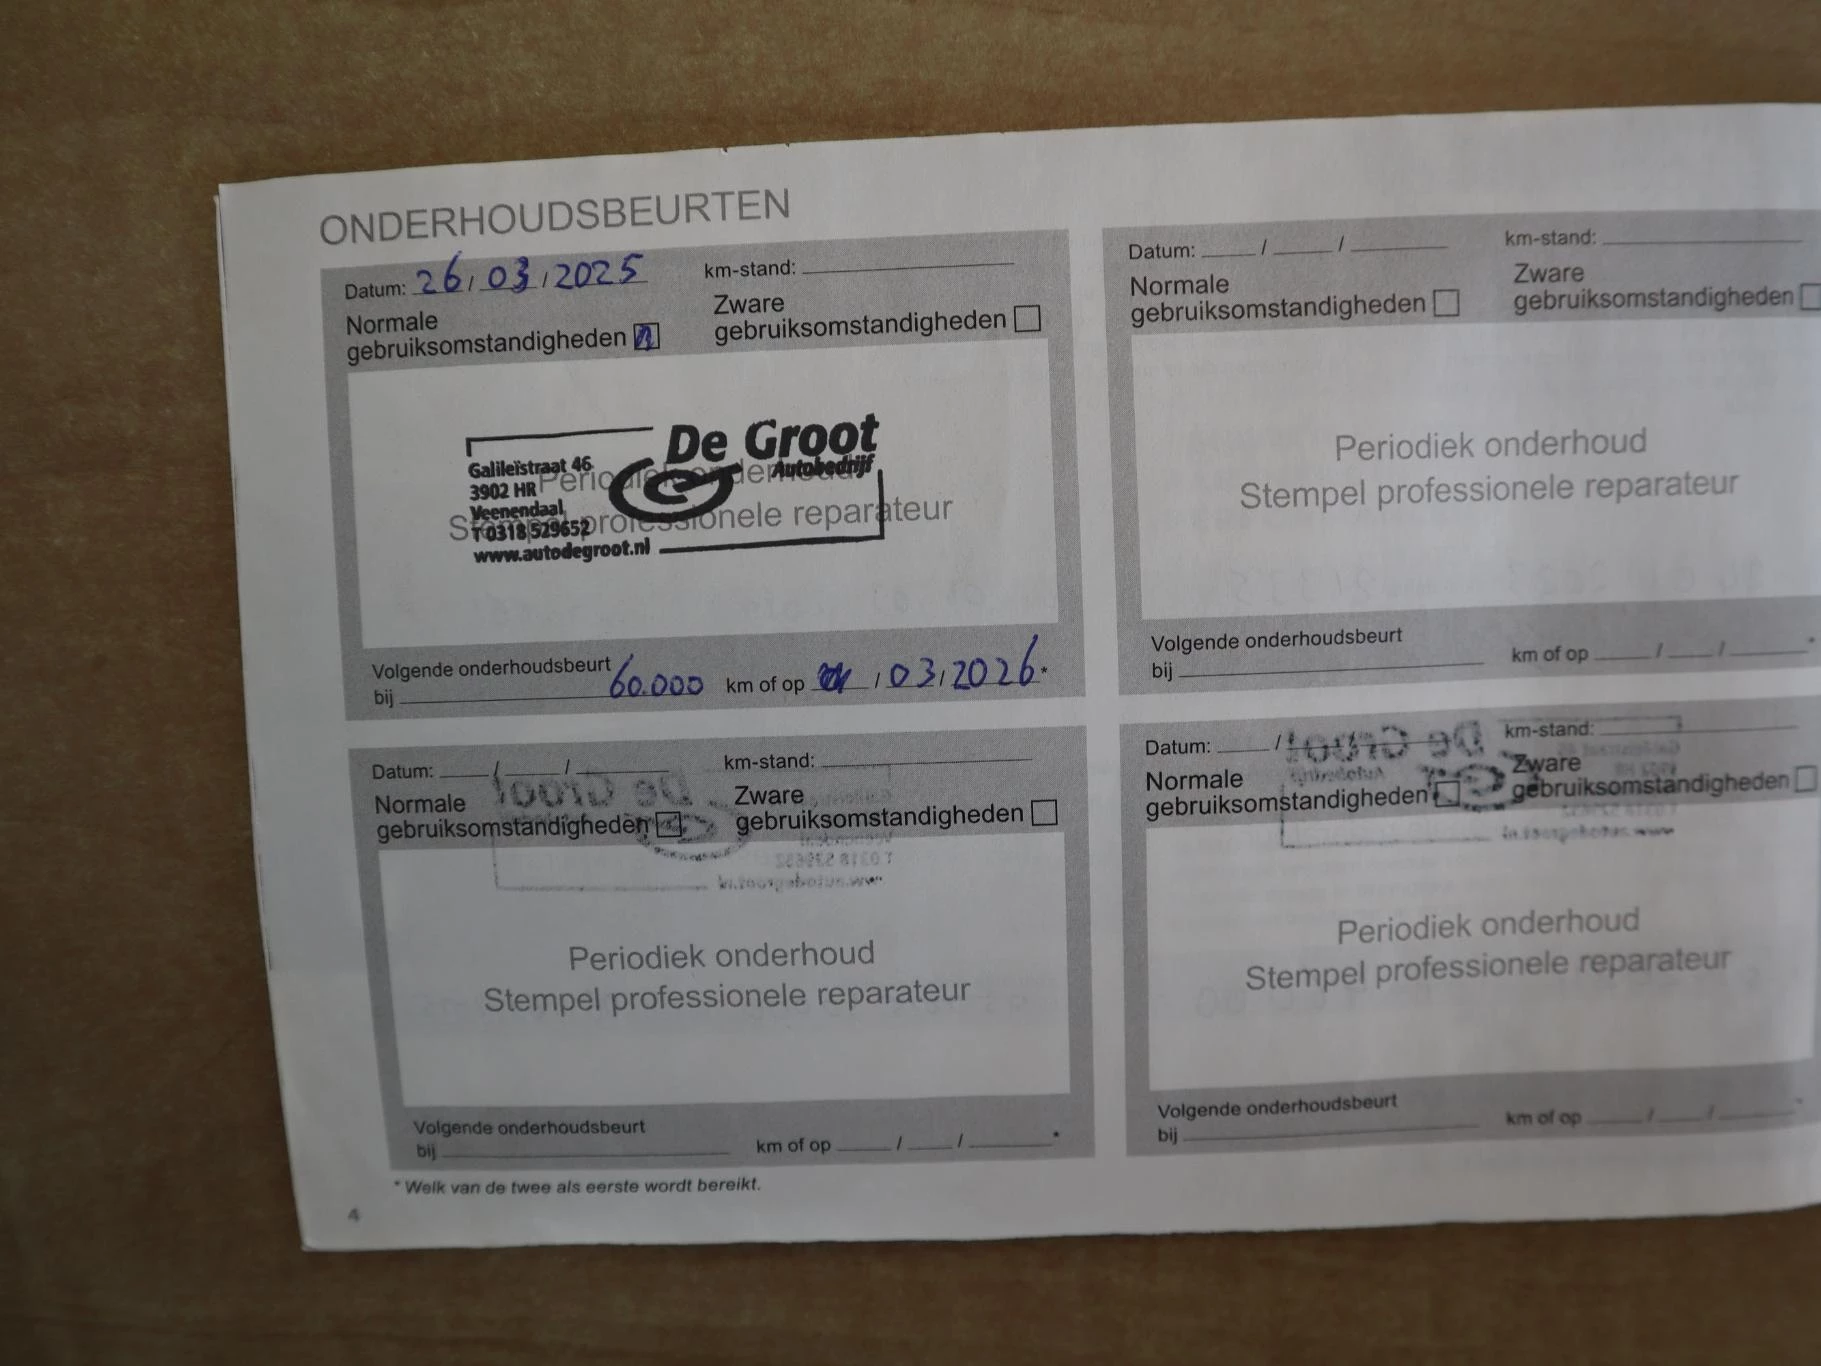 ONDERHOUDSBEURTEN
Datum: 26/03/2025 km-stand:
Normale gebruiksomstandigheden
Zware gebruiksomstandigheden
De Groot
Autobedrijf
Galileïstraat 46
3902 HR
Veenendaal
T 0318 529652
www.autodegroot.nl
Periodiek onderhoud
Stempel professionele reparateur
Volgende onderhoudsbeurt
bij 60.000 km of op / 03/2026*
Datum: / / km-stand:
Normale gebruiksomstandigheden
Zware gebruiksomstandigheden
Periodiek onderhoud
Stempel professionele reparateur
Volgende onderhoudsbeurt
bij km of op / / *
Datum: / / km-stand:
Normale gebruiksomstandigheden
Zware gebruiksomstandigheden
Periodiek onderhoud
Stempel professionele reparateur
Volgende onderhoudsbeurt
bij km of op / / *
Datum: / km-stand:
Normale gebruiksomstandigheden
Zware gebruiksomstandigheden
Periodiek onderhoud
Stempel professionele reparateur
Volgende onderhoudsbeurt
bij km of op / / *
* Welk van de twee als eerste wordt bereikt.
4